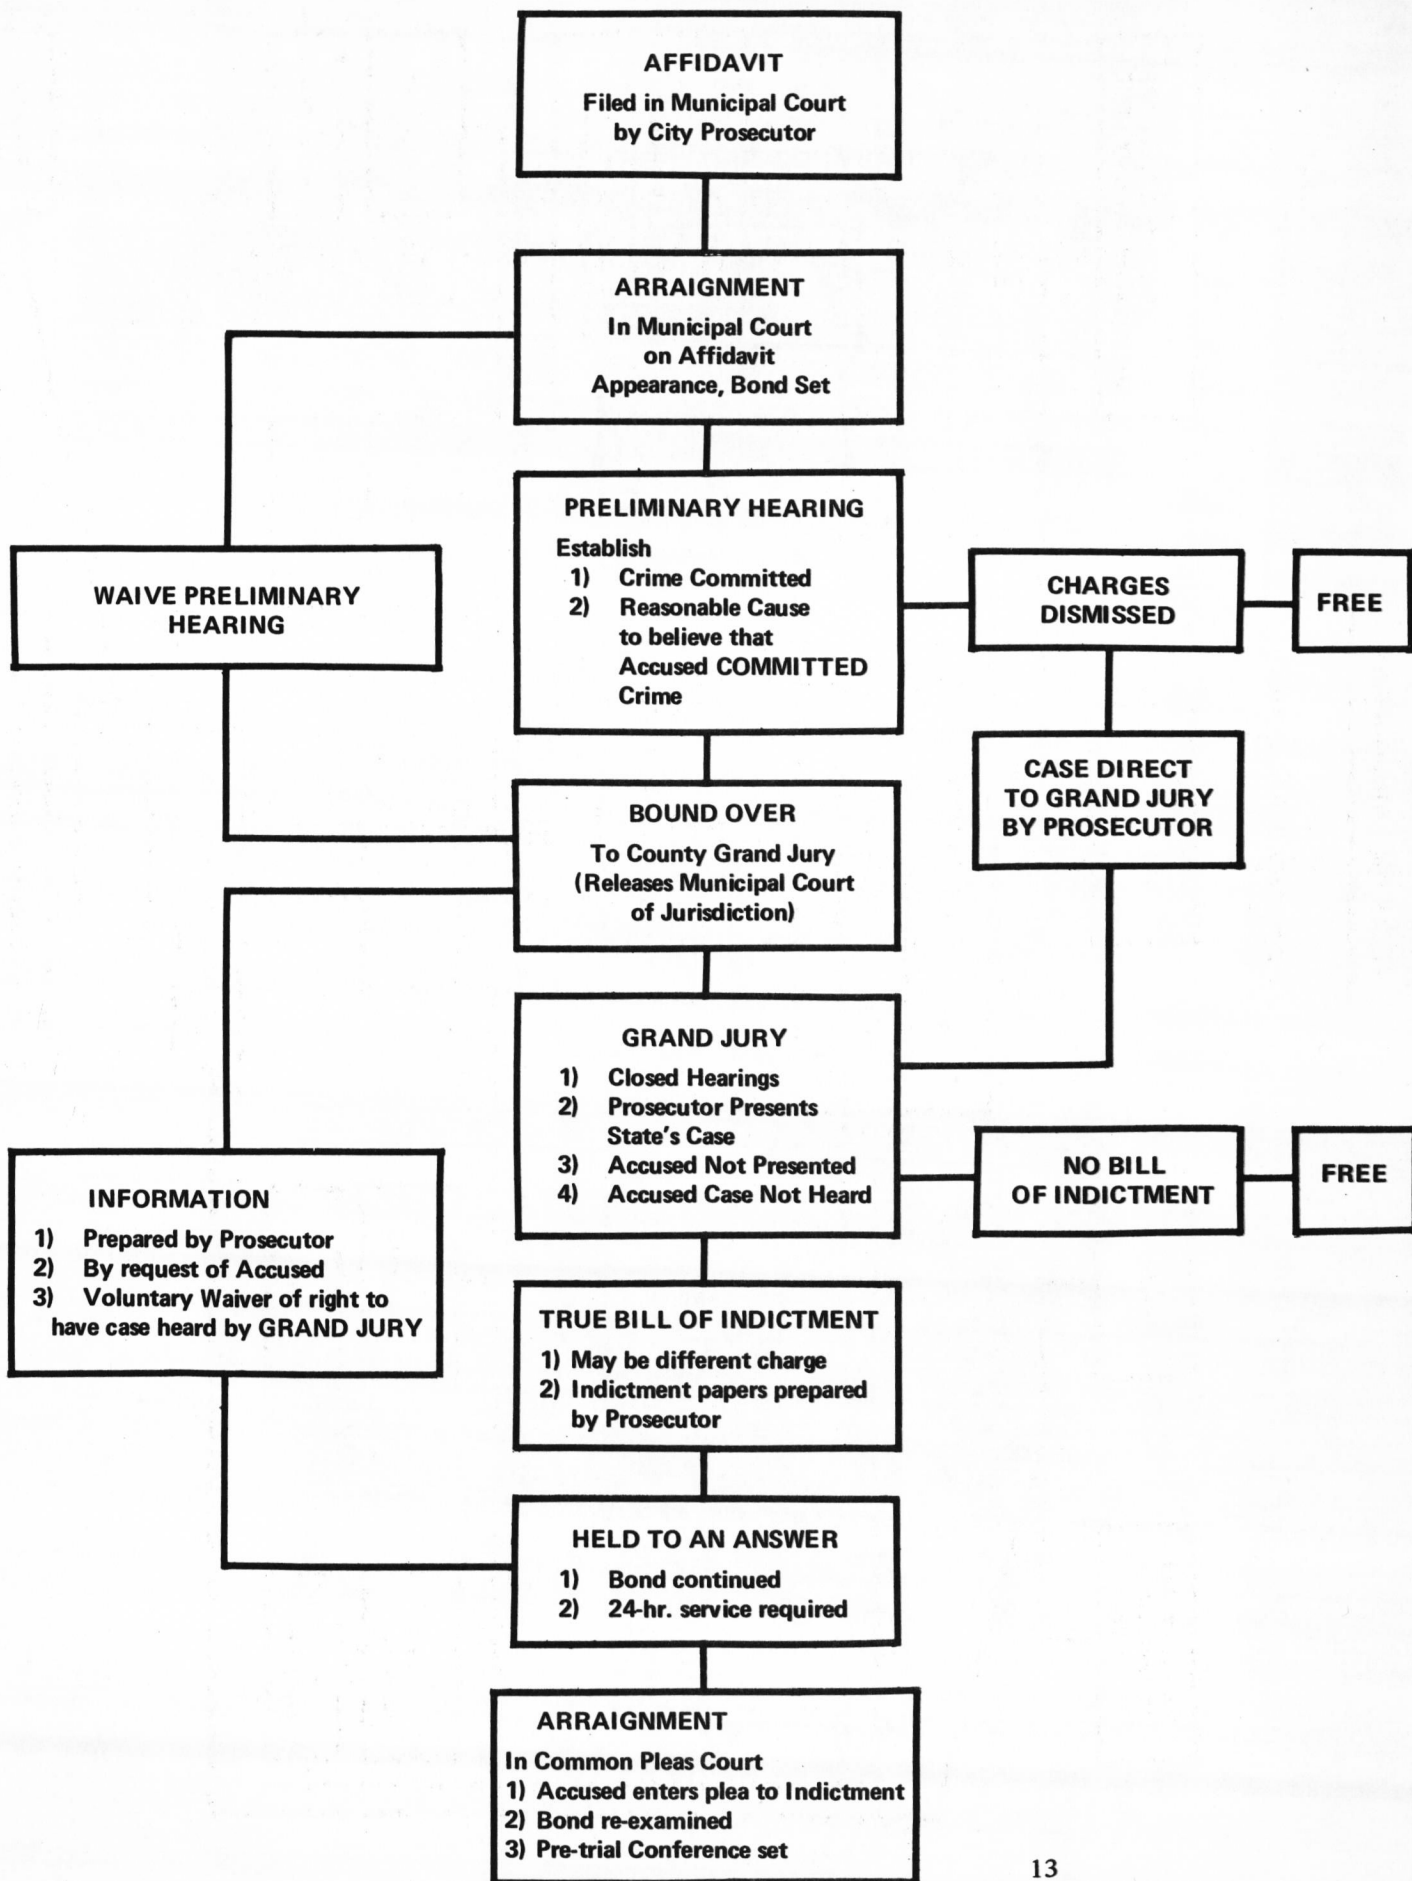 AFFIDAVIT
Filed in Municipal Court
by City Prosecutor
ARRAIGNMENT
In Municipal Court
on Affidavit
Appearance, Bond Set
WAIVE PRELIMINARY
HEARING
PRELIMINARY HEARING
Establish
1) Crime Committed
2) Reasonable Cause
to believe that
Accused COMMITTED
Crime
CHARGES
DISMISSED
FREE
CASE DIRECT
TO GRAND JURY
BY PROSECUTOR
BOUND OVER
To County Grand Jury
(Releases Municipal Court
of Jurisdiction)
GRAND JURY
1) Closed Hearings
2) Prosecutor Presents
State's Case
3) Accused Not Presented
4) Accused Case Not Heard
NO BILL
OF INDICTMENT
FREE
INFORMATION
1) Prepared by Prosecutor
2) By request of Accused
3) Voluntary Waiver of right to
have case heard by GRAND JURY
TRUE BILL OF INDICTMENT
1) May be different charge
2) Indictment papers prepared
by Prosecutor
HELD TO AN ANSWER
1) Bond continued
2) 24-hr. service required
ARRAIGNMENT
In Common Pleas Court
1) Accused enters plea to Indictment
2) Bond re-examined
3) Pre-trial Conference set
13